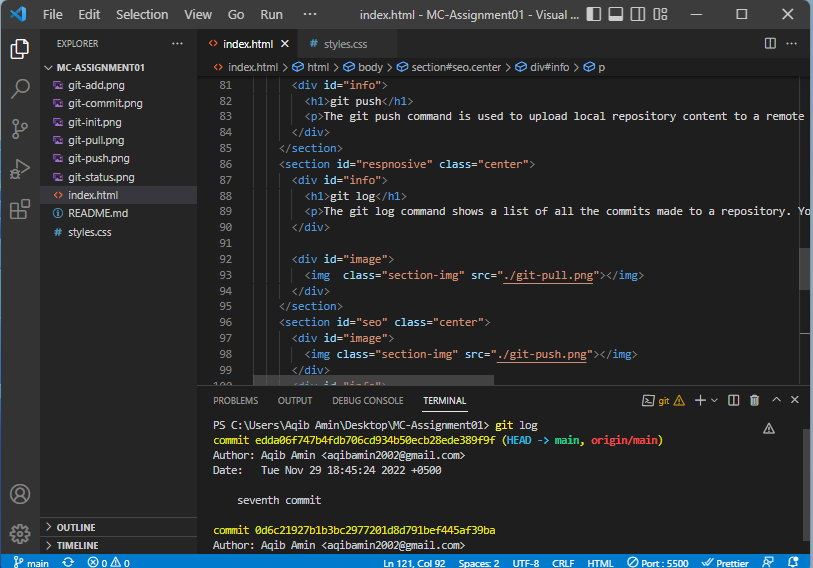 File Edit Selection View Go Run ··· index.html - MC-Assignment01 - Visual ...
EXPLORER ···
MC-ASSIGNMENT01
git-add.png
git-commit.png
git-init.png
git-pull.png
git-push.png
git-status.png
index.html
README.md
styles.css
OUTLINE
TIMELINE
index.html styles.css
index.html > html > body > section#seo.center > div#info > p
81 <div id="info">
82 <h1>git push</h1>
83 <p>The git push command is used to upload local repository content to a remote
84 </div>
85 </section>
86 <section id="respnosive" class="center">
87 <div id="info">
88 <h1>git log</h1>
89 <p>The git log command shows a list of all the commits made to a repository. Yo
90 </div>
91
92 <div id="image">
93 <img  class="section-img" src="./git-pull.png"></img>
94 </div>
95 </section>
96 <section id="seo" class="center">
97 <div id="image">
98 <img class="section-img" src="./git-push.png"></img>
99 </div>
100 <div id="info">
PROBLEMS OUTPUT DEBUG CONSOLE TERMINAL git
PS C:\Users\Aqib Amin\Desktop\MC-Assignment01> git log
commit edda06f747b4fdb706cd934b50ecb28ede389f9f (HEAD -> main, origin/main)
Author: Aqib Amin <aqibamin2002@gmail.com>
Date:   Tue Nov 29 18:45:24 2022 +0500
seventh commit
commit 0d6c21927b1b3bc2977201d8d791bef445af39ba
Author: Aqib Amin <aqibamin2002@gmail.com>
main 0 0 Ln 121, Col 92 Spaces: 2 UTF-8 CRLF HTML Port : 5500 Prettier